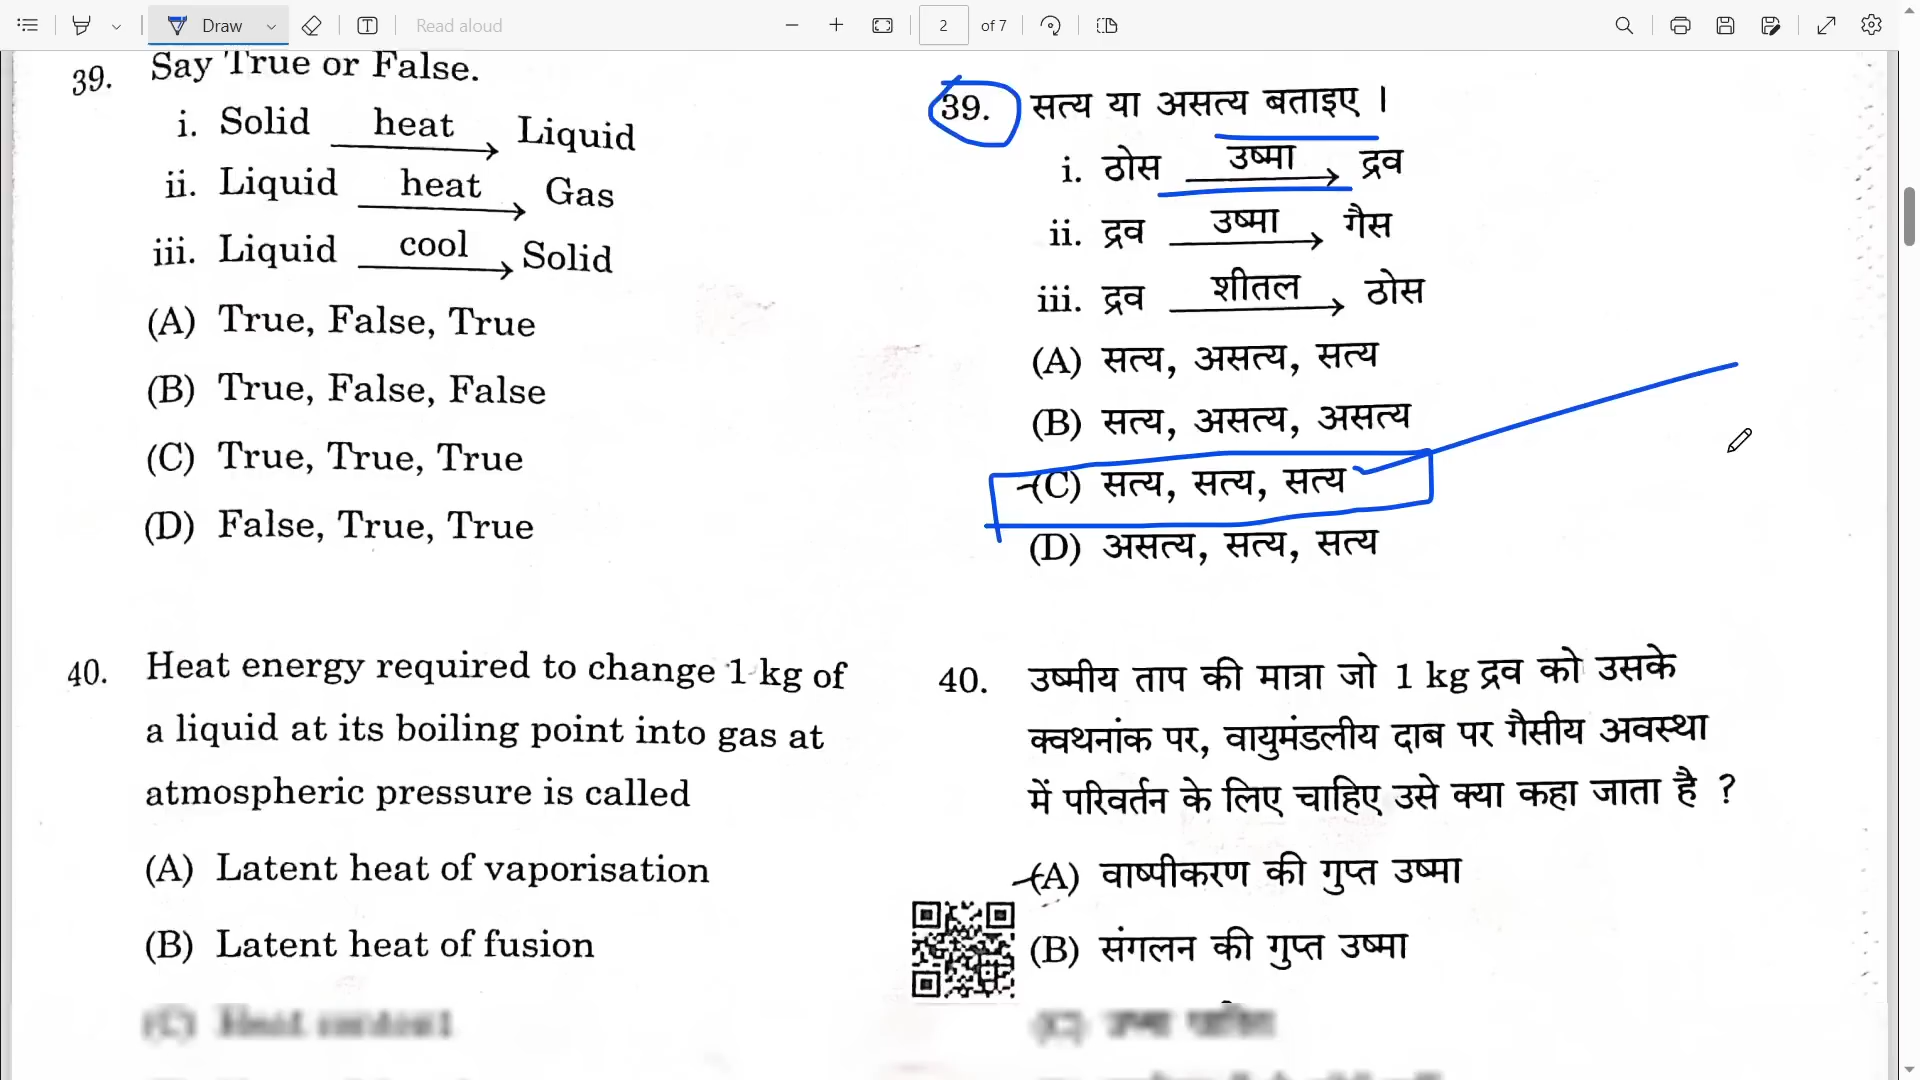 Draw
Read aloud
2 of 7
39. Say True or False.
i. Solid heat Liquid
ii. Liquid heat Gas
iii. Liquid cool Solid
(A) True, False, True
(B) True, False, False
(C) True, True, True
(D) False, True, True
40. Heat energy required to change 1 kg of
a liquid at its boiling point into gas at
atmospheric pressure is called
(A) Latent heat of vaporisation
(B) Latent heat of fusion
(C) Heat content
39. सत्य या असत्य बताइए ।
i. ठोस उष्मा द्रव
ii. द्रव उष्मा गैस
iii. द्रव शीतल ठोस
(A) सत्य, असत्य, सत्य
(B) सत्य, असत्य, असत्य
(C) सत्य, सत्य, सत्य
(D) असत्य, सत्य, सत्य
40. उष्मीय ताप की मात्रा जो 1 kg द्रव को उसके
क्वथनांक पर, वायुमंडलीय दाब पर गैसीय अवस्था
में परिवर्तन के लिए चाहिए उसे क्या कहा जाता है ?
(A) वाष्पीकरण की गुप्त उष्मा
(B) संगलन की गुप्त उष्मा
(C)